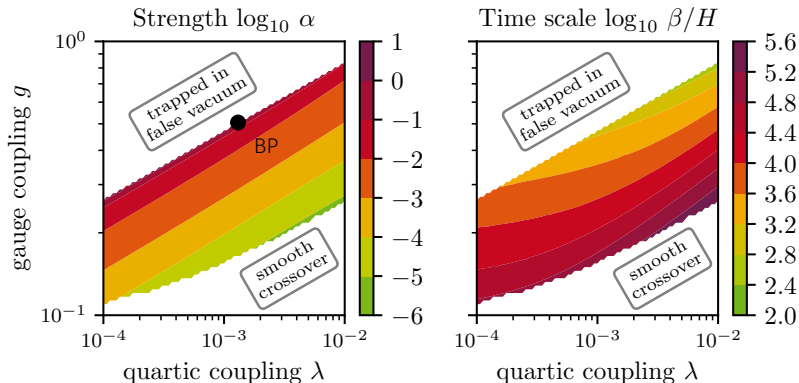 Strength log₁₀ α
Time scale log₁₀ β/H
gauge coupling g
10⁰
10⁻¹
trapped in
false vacuum
BP
smooth
crossover
10⁻⁴
10⁻³
10⁻²
quartic coupling λ
1
0
−1
−2
−3
−4
−5
−6
trapped in
false vacuum
smooth
crossover
10⁻⁴
10⁻³
10⁻²
quartic coupling λ
5.6
5.2
4.8
4.4
4.0
3.6
3.2
2.8
2.4
2.0